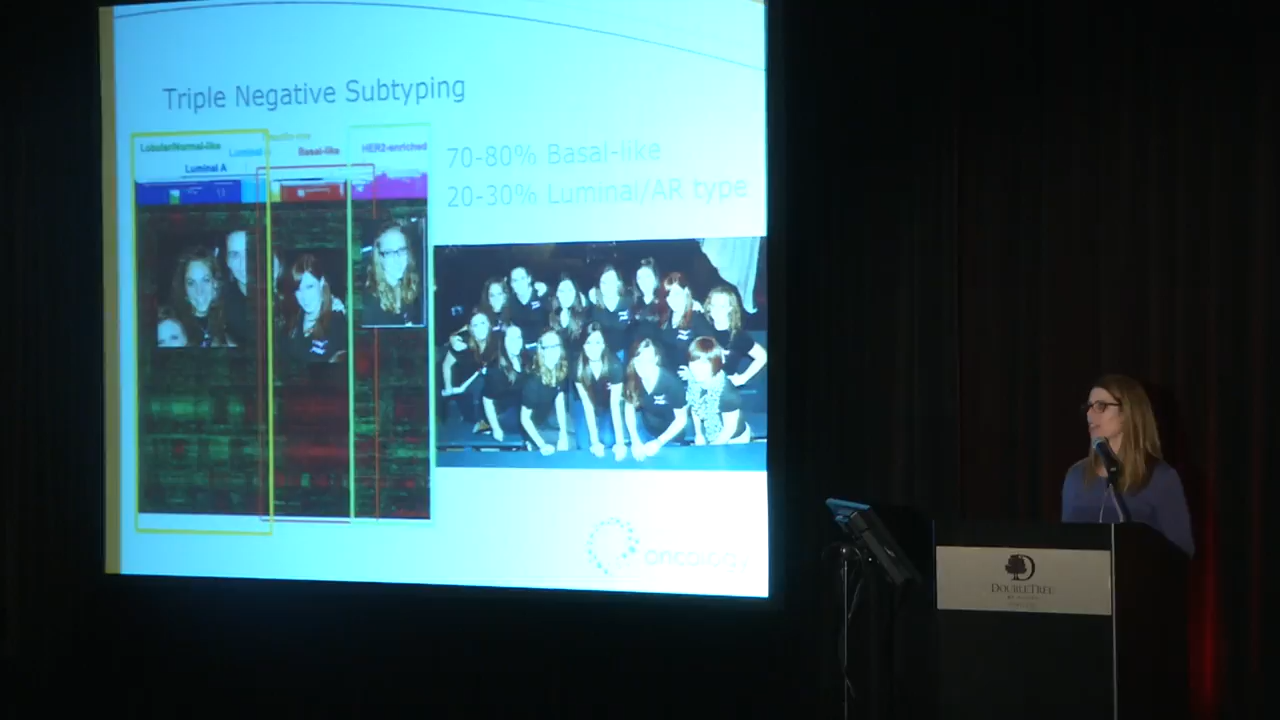 Triple Negative Subtyping
Lobular/Normal-like
Luminal
Basal-like
HER2-enriched
Luminal A
70-80% Basal-like
20-30% Luminal/AR type
oncology
DOUBLETREE